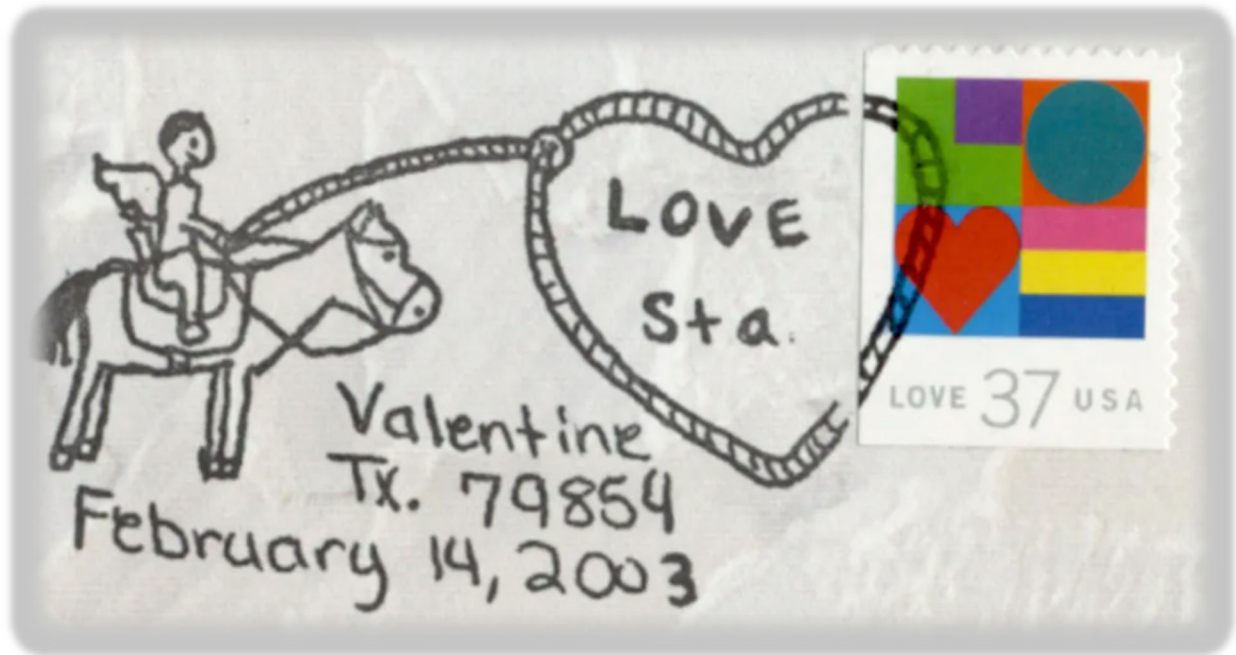 LOVE
Sta.
LOVE 37 USA
Valentine
Tx. 79854
February 14, 2003